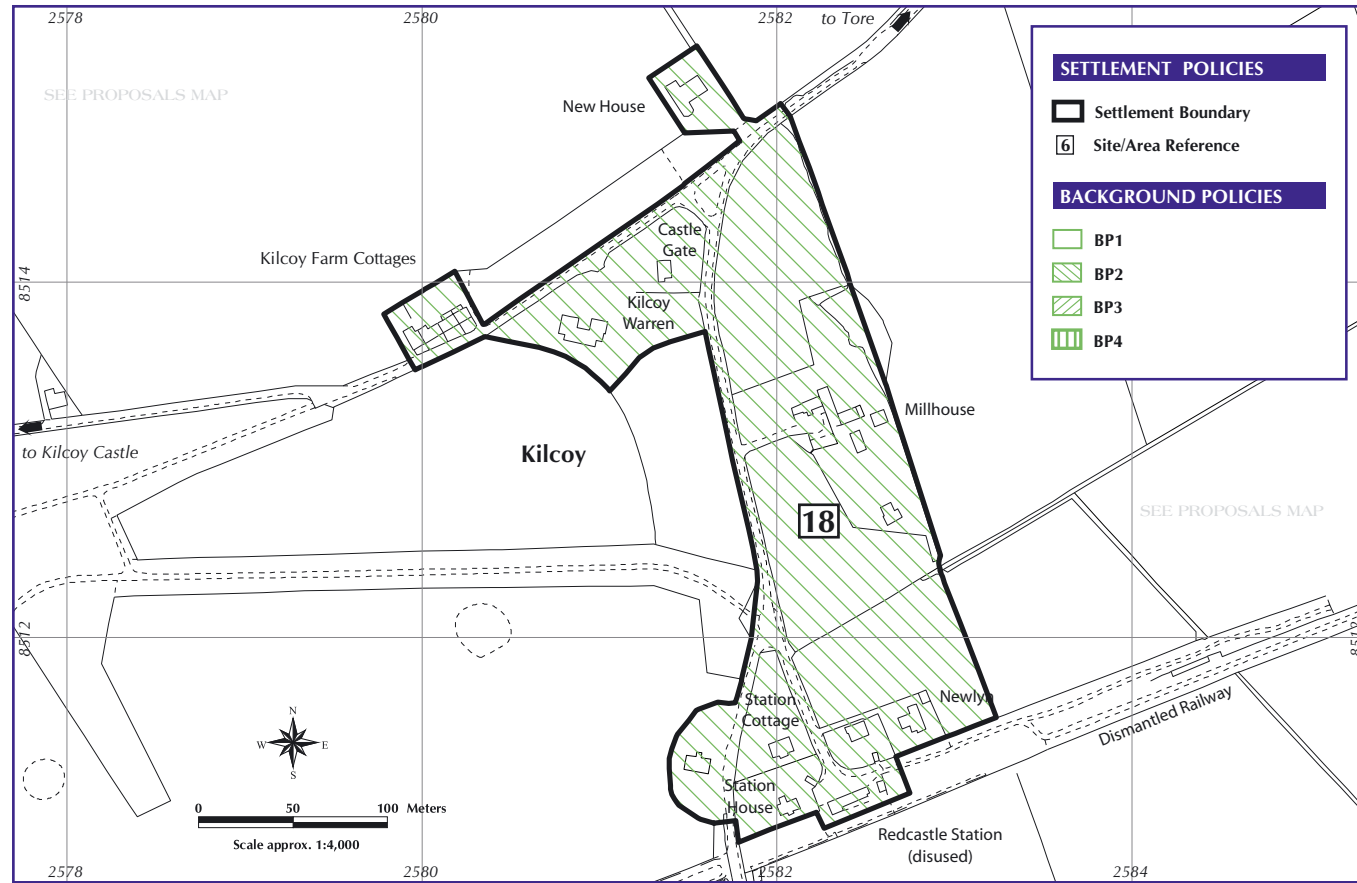 2578
2580
2582
to Tore
SEE PROPOSALS MAP
New House
SETTLEMENT POLICIES
Settlement Boundary
6 Site/Area Reference
BACKGROUND POLICIES
BP1
BP2
BP3
BP4
Castle
Gate
Kilcoy Farm Cottages
8514
Kilcoy
Warren
Millhouse
to Kilcoy Castle
Kilcoy
SEE PROPOSALS MAP
18
8512
8512
Station
Cottage
Newlyn
Dismantled Railway
N
W E
S
Station
House
0 50 100 Meters
Scale approx. 1:4,000
Redcastle Station
(disused)
2578
2580
2582
2584